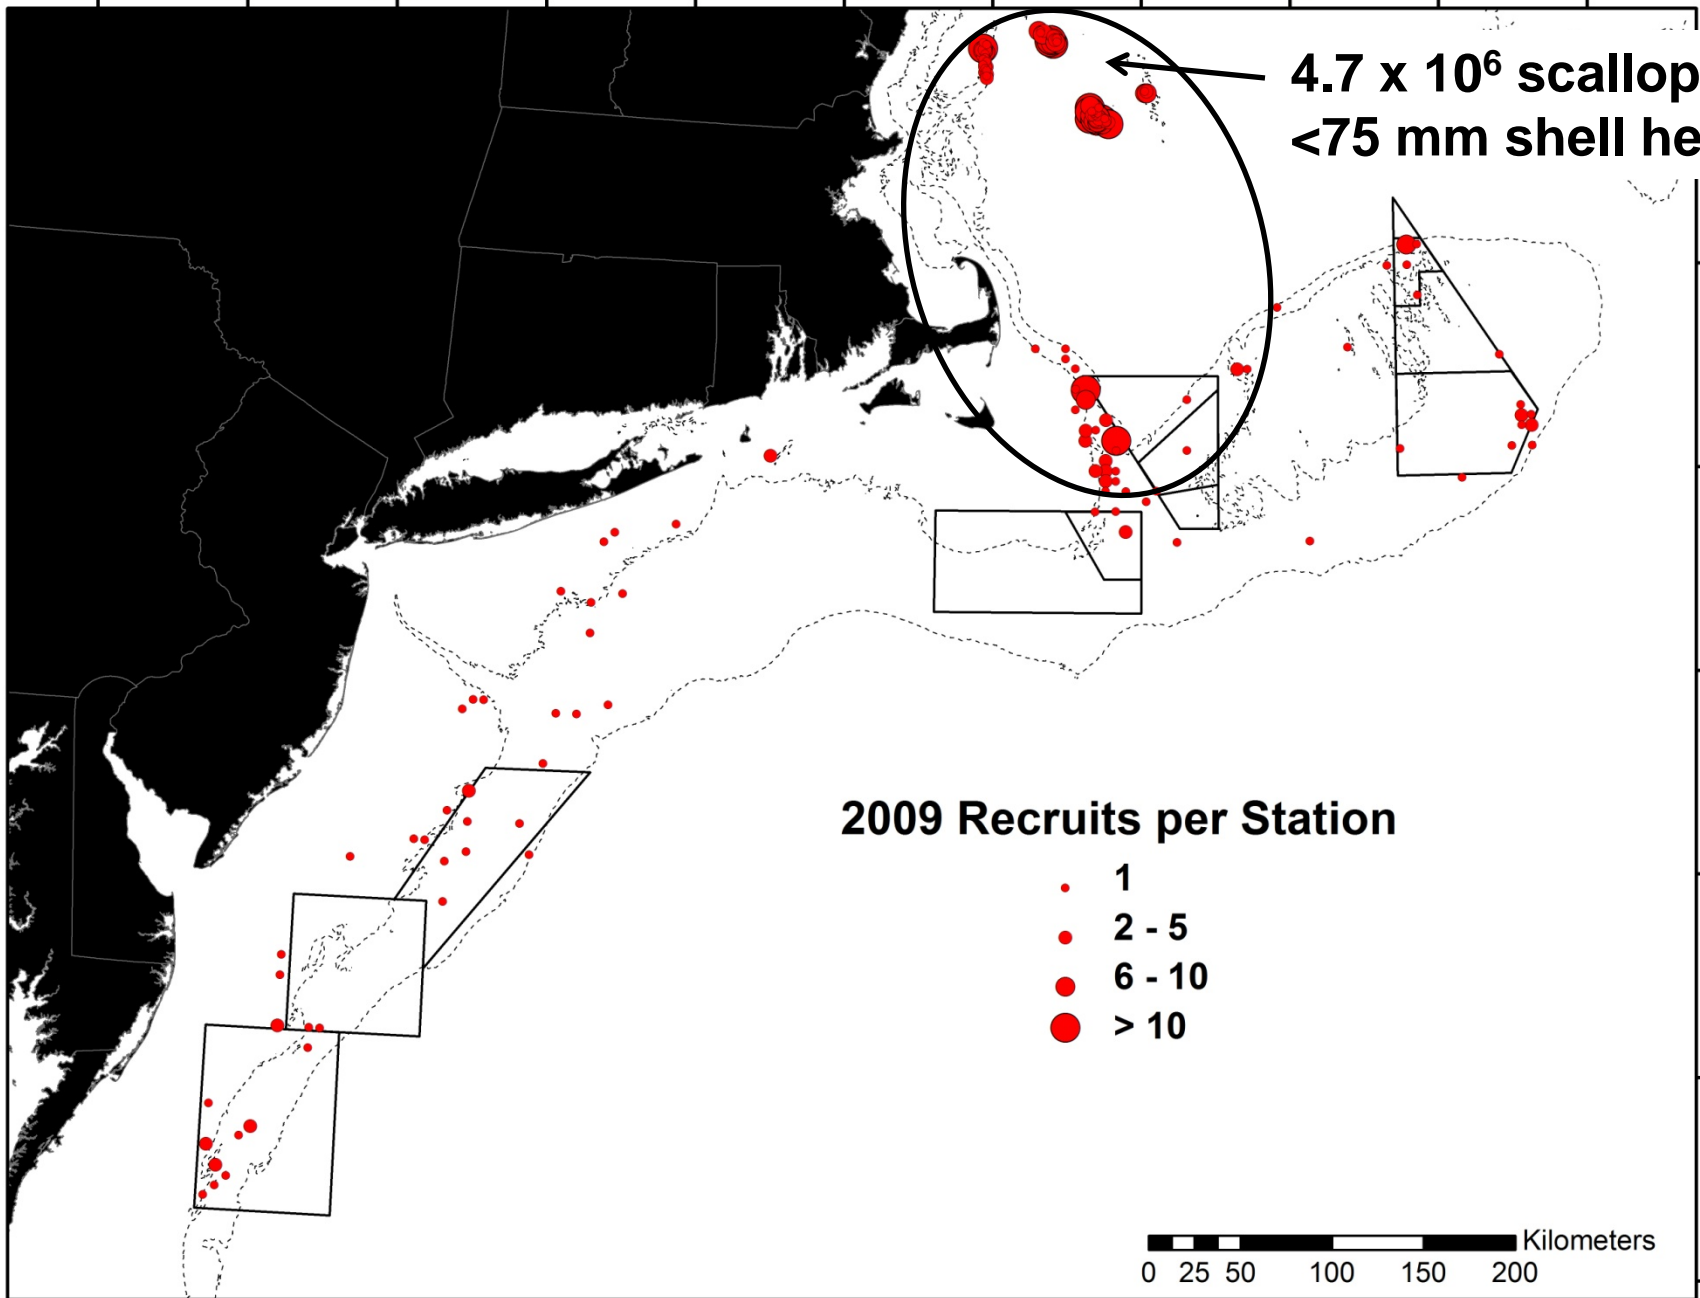 4.7 x 10⁶ scallop
<75 mm shell he
2009 Recruits per Station
1
2 - 5
6 - 10
> 10
Kilometers
0 25 50 100 150 200